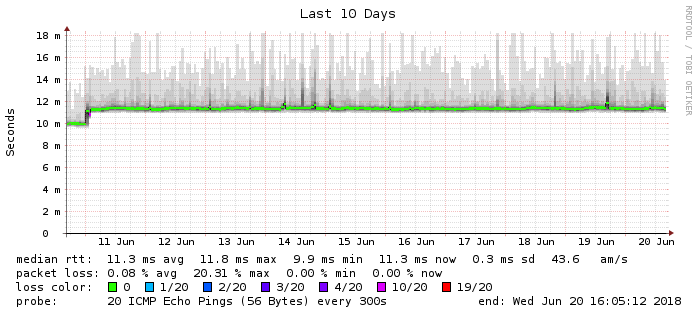 Last 10 Days
RRDTOOL / TOBI OETIKER
Seconds
18 m
16 m
14 m
12 m
10 m
8 m
6 m
4 m
2 m
0
11 Jun 12 Jun 13 Jun 14 Jun 15 Jun 16 Jun 17 Jun 18 Jun 19 Jun 20 Jun
median rtt: 11.3 ms avg 11.8 ms max 9.9 ms min 11.3 ms now 0.3 ms sd 43.6 am/s
packet loss: 0.08 % avg 20.31 % max 0.00 % min 0.00 % now
loss color: 0 1/20 2/20 3/20 4/20 10/20 19/20
probe: 20 ICMP Echo Pings (56 Bytes) every 300s end: Wed Jun 20 16:05:12 2018